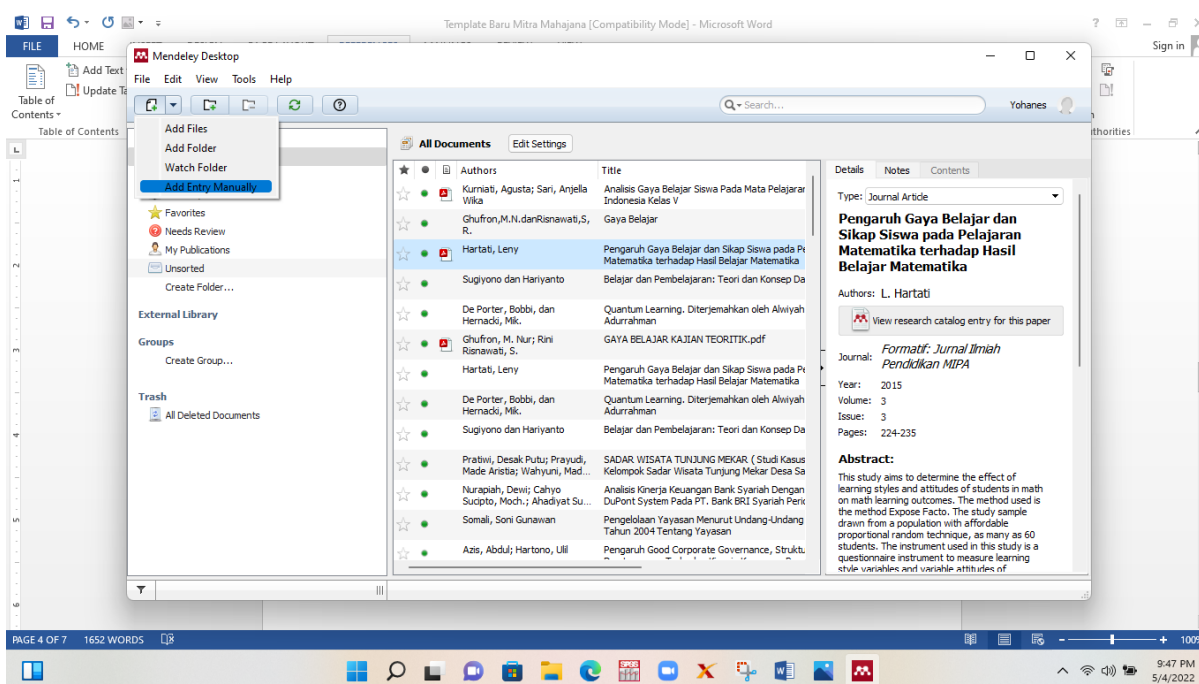 Template Baru Mitra Mahajana [Compatibility Mode] - Microsoft Word
FILE
HOME
Sign in
Add Text
Table of
Contents
Table of Contents
Mendeley Desktop
File Edit View Tools Help
Search...
Yohanes
Add Files
Add Folder
Watch Folder
Add Entry Manually
Favorites
Needs Review
My Publications
Unsorted
Create Folder...
External Library
Groups
Create Group...
Trash
All Deleted Documents
All Documents
Edit Settings
Authors
Title
Kurniati, Agusta; Sari, Anjella
Wika
Analisis Gaya Belajar Siswa Pada Mata Pelajaran
Indonesia Kelas V
Ghufron,M.N.danRisnawati,S,
R.
Gaya Belajar
Hartati, Leny
Pengaruh Gaya Belajar dan Sikap Siswa pada Pe
Matematika terhadap Hasil Belajar Matematika
Sugiyono dan Hariyanto
Belajar dan Pembelajaran: Teori dan Konsep Da
De Porter, Bobbi, dan
Hernacki, Mik.
Quantum Learning. Diterjemahkan oleh Alwiyah
Adurrahman
Ghufron, M. Nur; Rini
Risnawati, S.
GAYA BELAJAR KAJIAN TEORITIK.pdf
Hartati, Leny
Pengaruh Gaya Belajar dan Sikap Siswa pada Pe
Matematika terhadap Hasil Belajar Matematika
De Porter, Bobbi, dan
Hernacki, Mik.
Quantum Learning. Diterjemahkan oleh Alwiyah
Adurrahman
Sugiyono dan Hariyanto
Belajar dan Pembelajaran: Teori dan Konsep Da
Pratiwi, Desak Putu; Prayudi,
Made Aristia; Wahyuni, Mad...
SADAR WISATA TUNJUNG MEKAR ( Studi Kasus
Kelompok Sadar Wisata Tunjung Mekar Desa Sa
Nurapiah, Dewi; Cahyo
Sucipto, Moch.; Ahadiyat Su...
Analisis Kinerja Keuangan Bank Syariah Dengan
DuPont System Pada PT. Bank BRI Syariah Peric
Somali, Soni Gunawan
Pengelolaan Yayasan Menurut Undang-Undang
Tahun 2004 Tentang Yayasan
Azis, Abdul; Hartono, Ulil
Pengaruh Good Corporate Governance, Struktu
Details
Notes
Contents
Type: Journal Article
Pengaruh Gaya Belajar dan
Sikap Siswa pada Pelajaran
Matematika terhadap Hasil
Belajar Matematika
Authors: L. Hartati
View research catalog entry for this paper
Journal: Formatif: Jurnal Ilmiah
Pendidikan MIPA
Year: 2015
Volume: 3
Issue: 3
Pages: 224-235
Abstract:
This study aims to determine the effect of
learning styles and attitudes of students in math
on math learning outcomes. The method used is
the method Expose Facto. The study sample
drawn from a population with affordable
proportional random technique, as many as 60
students. The instrument used in this study is a
questionnaire instrument to measure learning
style variables and variable attitudes of
PAGE 4 OF 7 1652 WORDS
100%
9:47 PM
5/4/2022